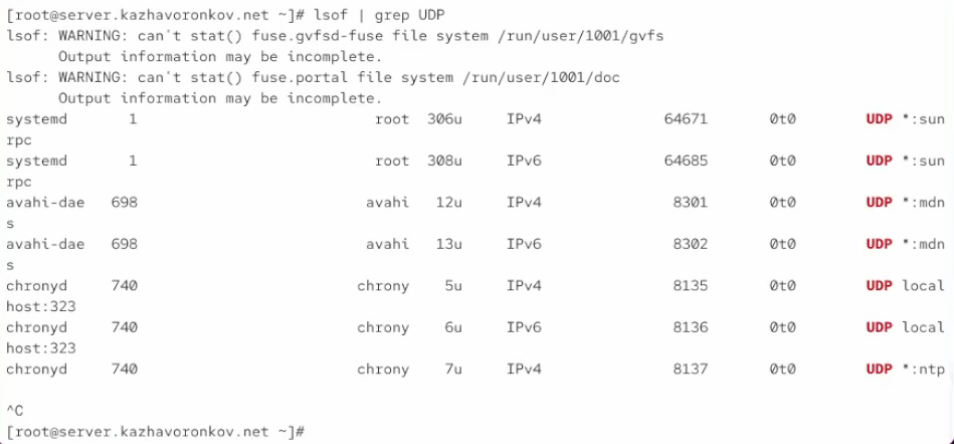 [root@server.kazhavoronkov.net ~]# lsof | grep UDP
lsof: WARNING: can't stat() fuse.gvfsd-fuse file system /run/user/1001/gvfs
      Output information may be incomplete.
lsof: WARNING: can't stat() fuse.portal file system /run/user/1001/doc
      Output information may be incomplete.
systemd       1                           root  306u     IPv4              64671       0t0        UDP *:sun
rpc
systemd       1                           root  308u     IPv6              64685       0t0        UDP *:sun
rpc
avahi-dae   698                          avahi   12u     IPv4               8301       0t0        UDP *:mdn
s
avahi-dae   698                          avahi   13u     IPv6               8302       0t0        UDP *:mdn
s
chronyd     740                         chrony    5u     IPv4               8135       0t0        UDP local
host:323
chronyd     740                         chrony    6u     IPv6               8136       0t0        UDP local
host:323
chronyd     740                         chrony    7u     IPv4               8137       0t0        UDP *:ntp
^C
[root@server.kazhavoronkov.net ~]#